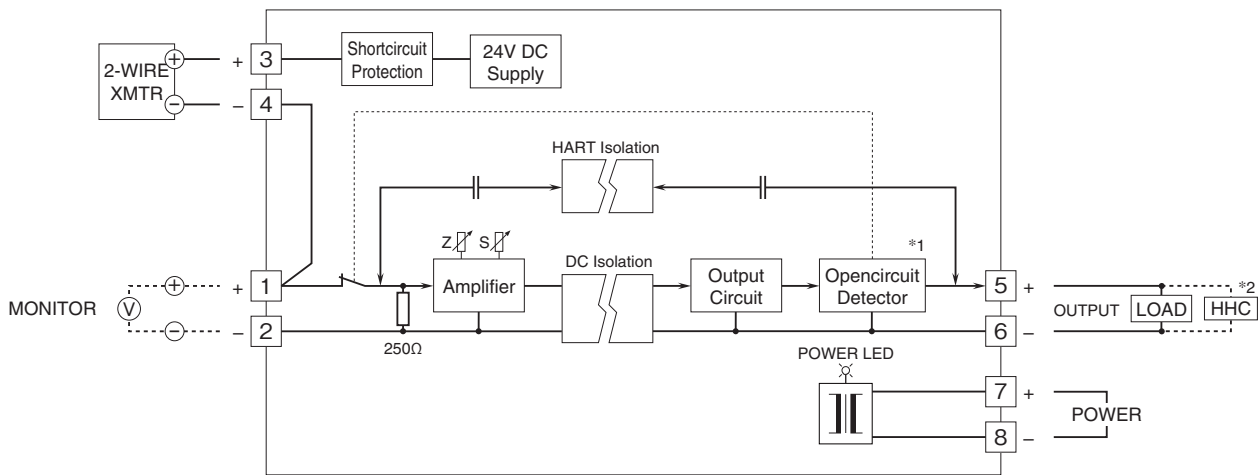 2-WIRE
XMTR
+
−
+
−
3
4
Shortcircuit
Protection
24V DC
Supply
HART Isolation
Z
S
*1
DC Isolation
Amplifier
Output
Circuit
Opencircuit
Detector
250Ω
MONITOR
V
+
−
+
−
1
2
5
6
+
−
OUTPUT
LOAD
*2
HHC
POWER LED
7
8
+
−
POWER